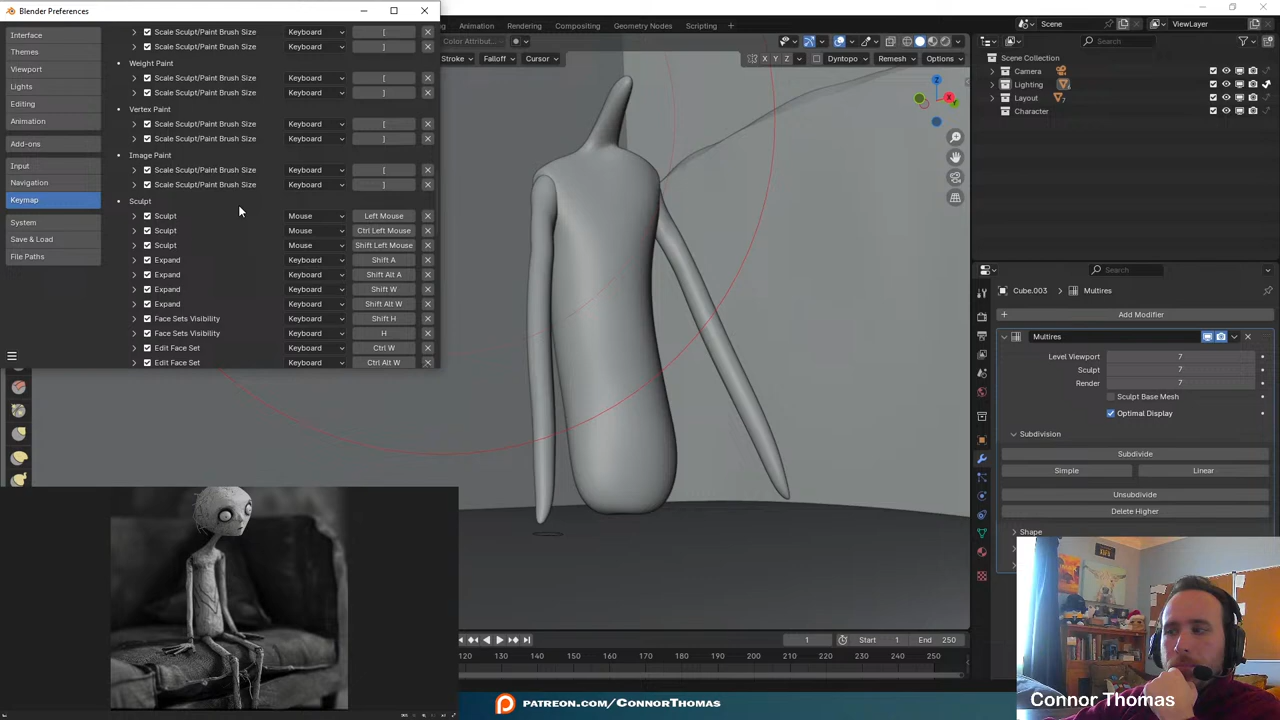 Blender Preferences
Interface
Themes
Viewport
Lights
Editing
Animation
Add-ons
Input
Navigation
Keymap
System
Save & Load
File Paths
Scale Sculpt/Paint Brush Size Keyboard [
Scale Sculpt/Paint Brush Size Keyboard ]
Weight Paint
Scale Sculpt/Paint Brush Size Keyboard [
Scale Sculpt/Paint Brush Size Keyboard ]
Vertex Paint
Scale Sculpt/Paint Brush Size Keyboard [
Scale Sculpt/Paint Brush Size Keyboard ]
Image Paint
Scale Sculpt/Paint Brush Size Keyboard [
Scale Sculpt/Paint Brush Size Keyboard ]
Sculpt
Sculpt Mouse Left Mouse
Sculpt Mouse Ctrl Left Mouse
Sculpt Mouse Shift Left Mouse
Expand Keyboard Shift A
Expand Keyboard Shift Alt A
Expand Keyboard Shift W
Expand Keyboard Shift Alt W
Face Sets Visibility Keyboard Shift H
Face Sets Visibility Keyboard H
Edit Face Set Keyboard Ctrl W
Edit Face Set Keyboard Ctrl Alt W
Animation Rendering Compositing Geometry Nodes Scripting
Color Attribut...
Stroke Falloff Cursor
X Y Z Dyntopo Remesh Options
Z
X
Y
Scene ViewLayer
Search
Scene Collection
Camera
Lighting
Layout 7
Character
Search
Cube.003 Multires
Add Modifier
Multires
Level Viewport 7
Sculpt 7
Render 7
Sculpt Base Mesh
Optimal Display
Subdivision
Subdivide
Simple Linear
Unsubdivide
Delete Higher
Shape
1 Start 1 End 250
120 130 140 150 160 170 180 190 200 210 220 230 240 250
PATREON.COM/CONNORTHOMAS
Connor Thomas